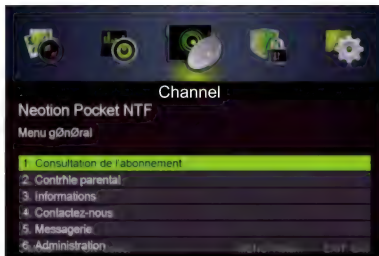 Channel
Neotion Pocket NTF
Menu gØnØral
1. Consultation de l'abonnement
2. Contrñle parental
3. Informations
4. Contactez-nous
5. Messagerie
6. Administration